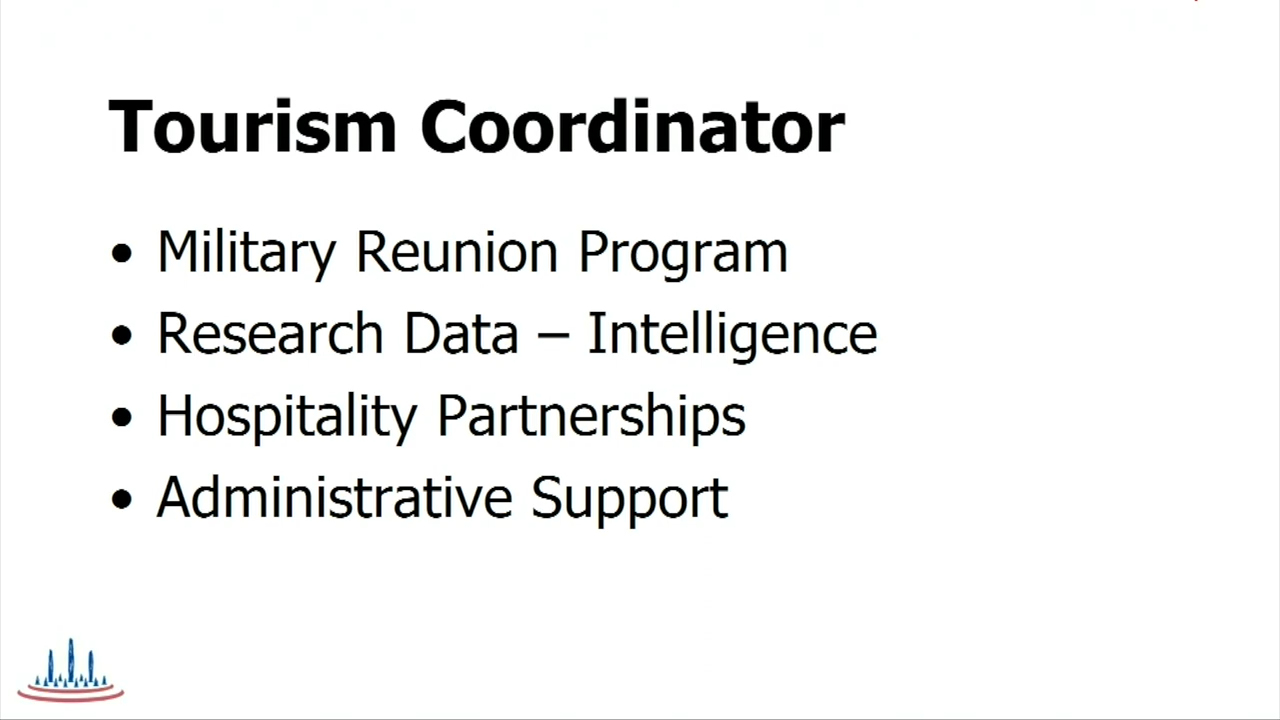 Tourism Coordinator
• Military Reunion Program
• Research Data – Intelligence
• Hospitality Partnerships
• Administrative Support